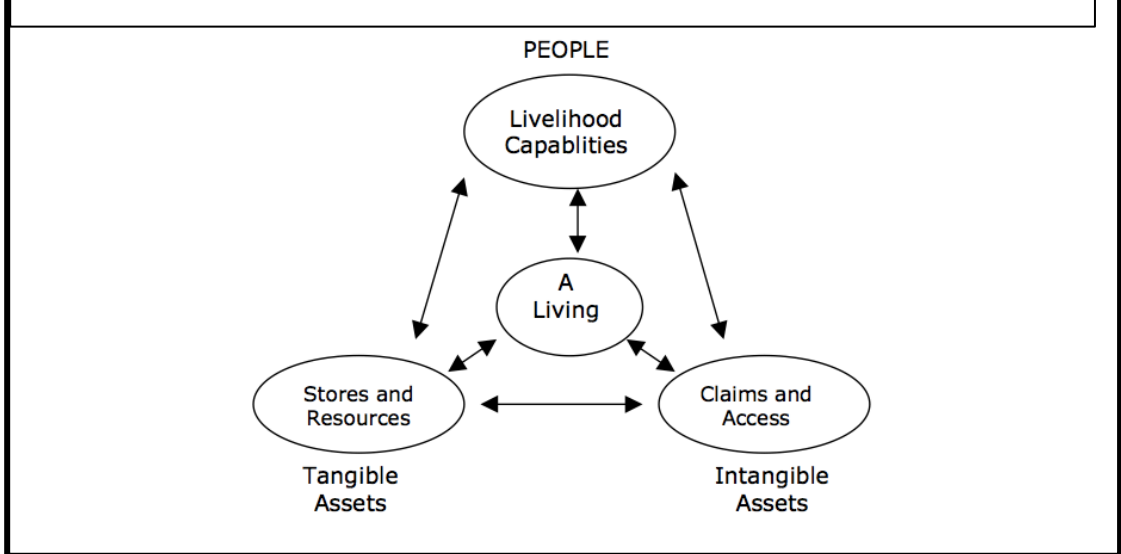 PEOPLE
Livelihood
Capablities
A
Living
Stores and
Resources
Claims and
Access
Tangible
Assets
Intangible
Assets